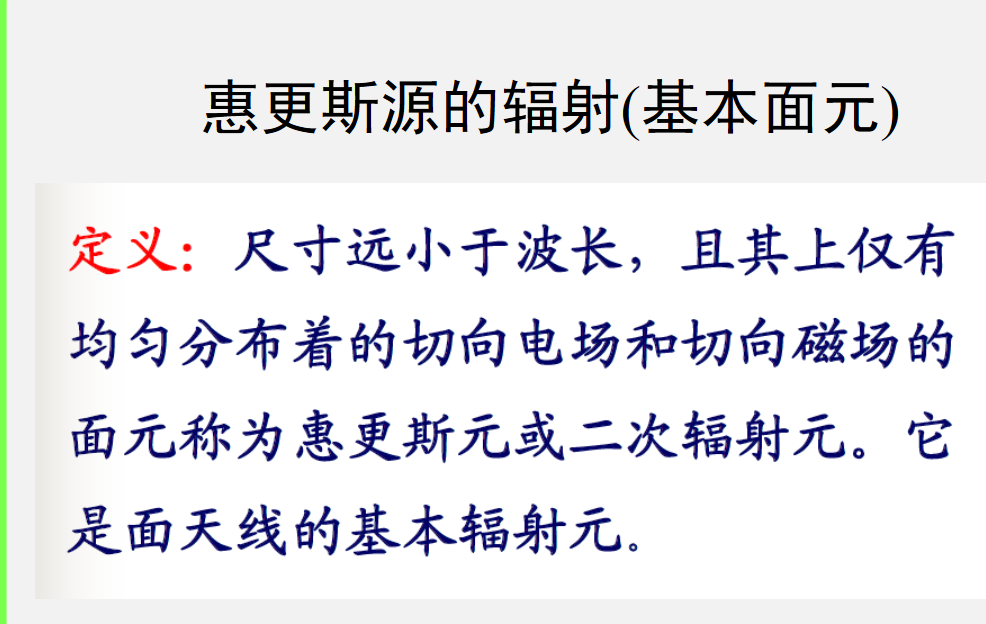 惠更斯源的辐射(基本面元)
定义：尺寸远小于波长，且其上仅有
均匀分布着的切向电场和切向磁场的
面元称为惠更斯元或二次辐射元。它
是面天线的基本辐射元。